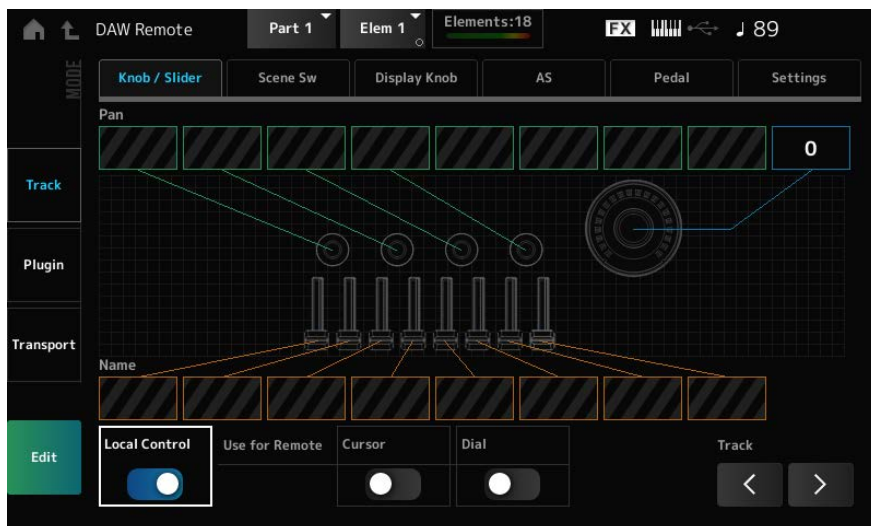 DAW Remote
Part 1
Elem 1
Elements:18
FX
♩ 89
MODE
Knob / Slider
Scene Sw
Display Knob
AS
Pedal
Settings
Pan
0
Track
Plugin
Transport
Name
Edit
Local Control
Use for Remote
Cursor
Dial
Track